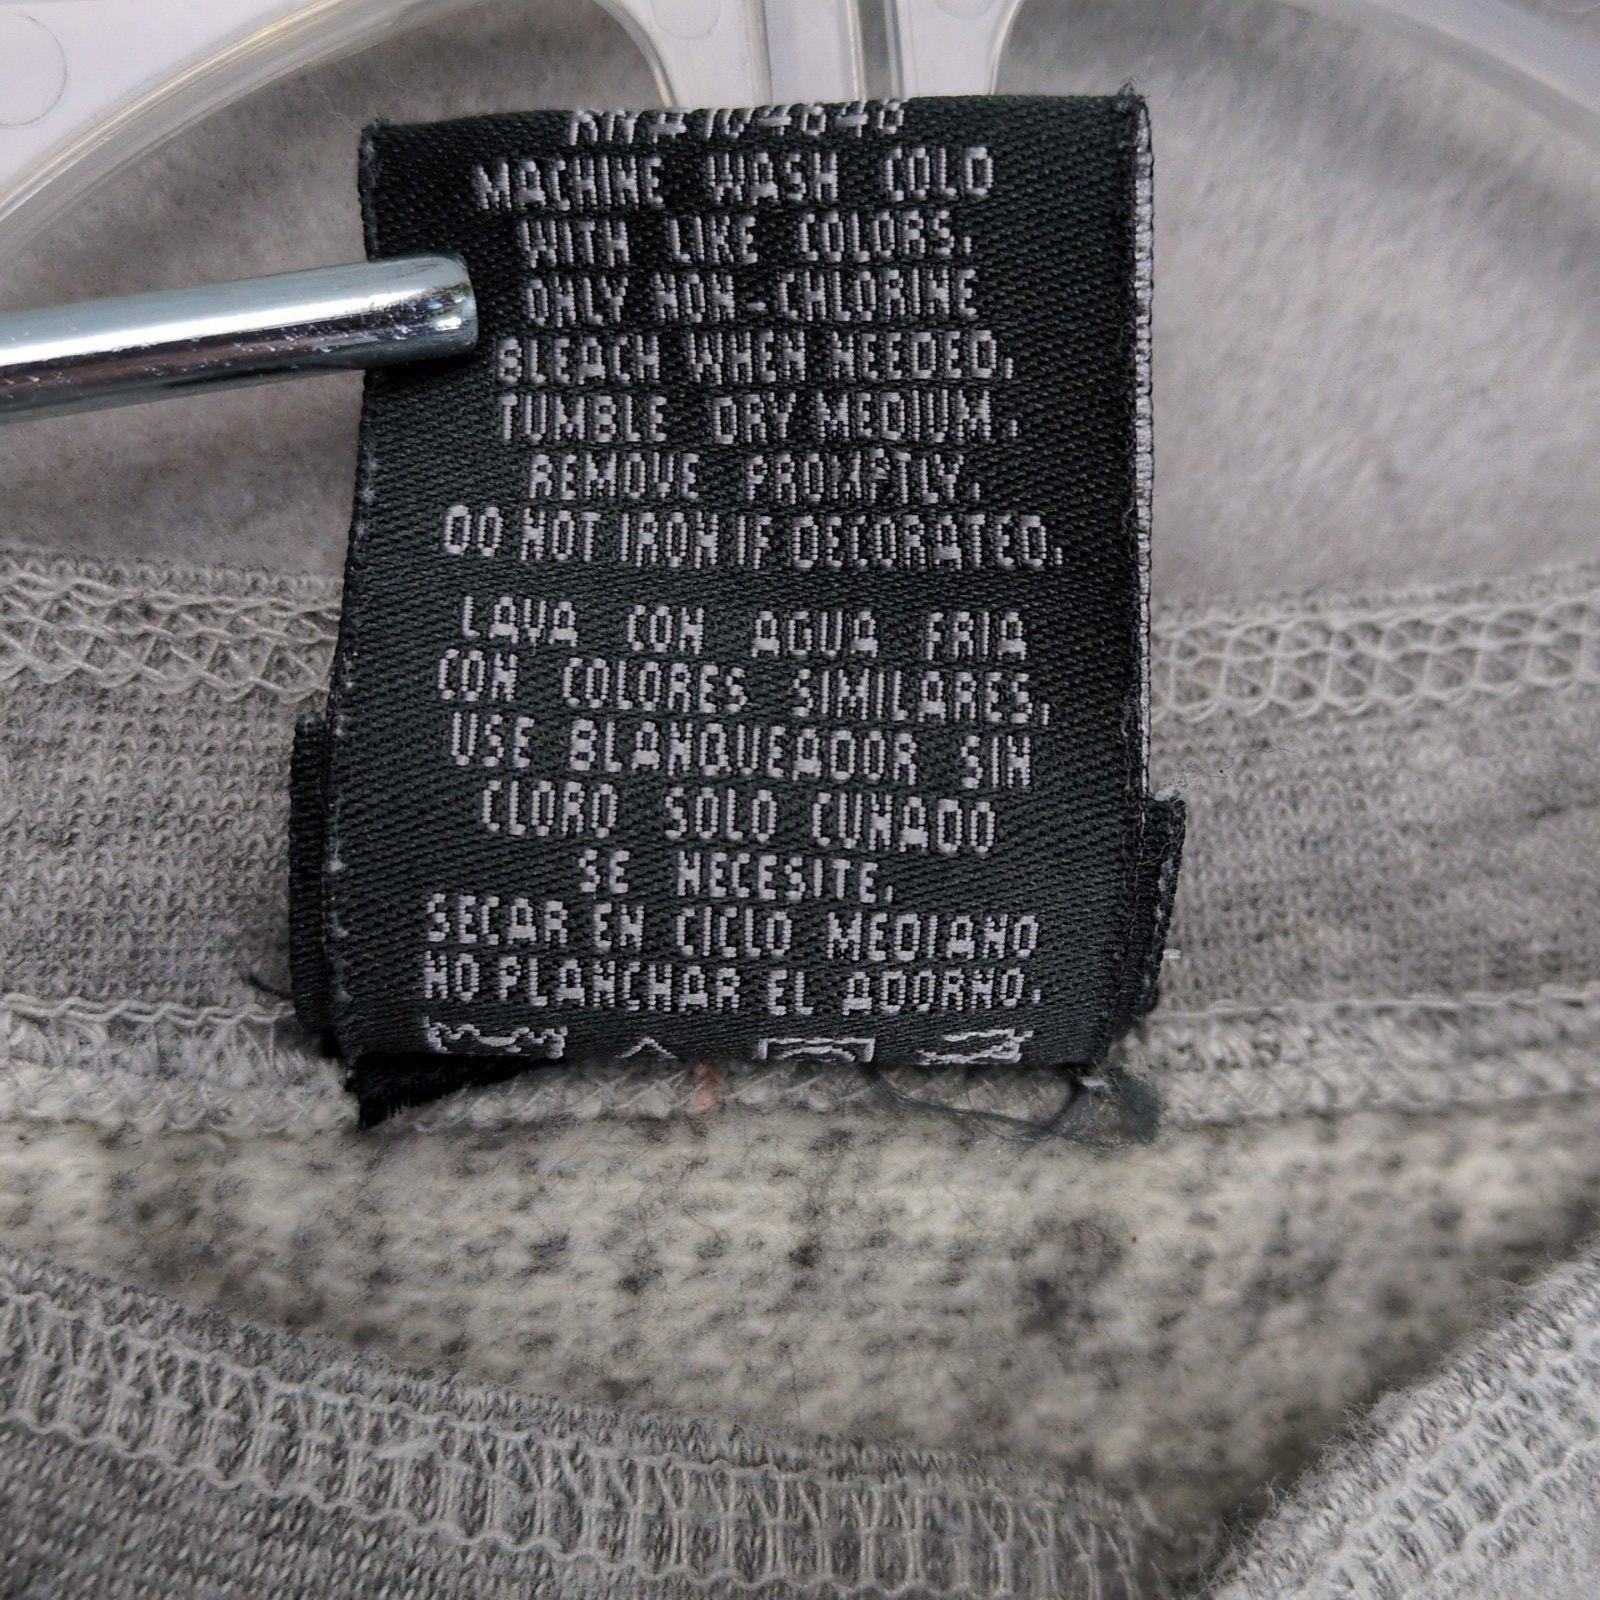 MACHINE WASH COLD
WITH LIKE COLORS,
ONLY NON-CHLORINE
BLEACH WHEN NEEDED,
TUMBLE DRY MEDIUM,
REMOVE PROMPTLY,
DO NOT IRON IF DECORATED,
LAVA CON AGUA FRIA
CON COLORES SIMILARES,
USE BLANQUEADOR SIN
CLORO SOLO CUNADO
SE NECESITE,
SECAR EN CICLO MEDIANO
NO PLANCHAR EL ADORNO,